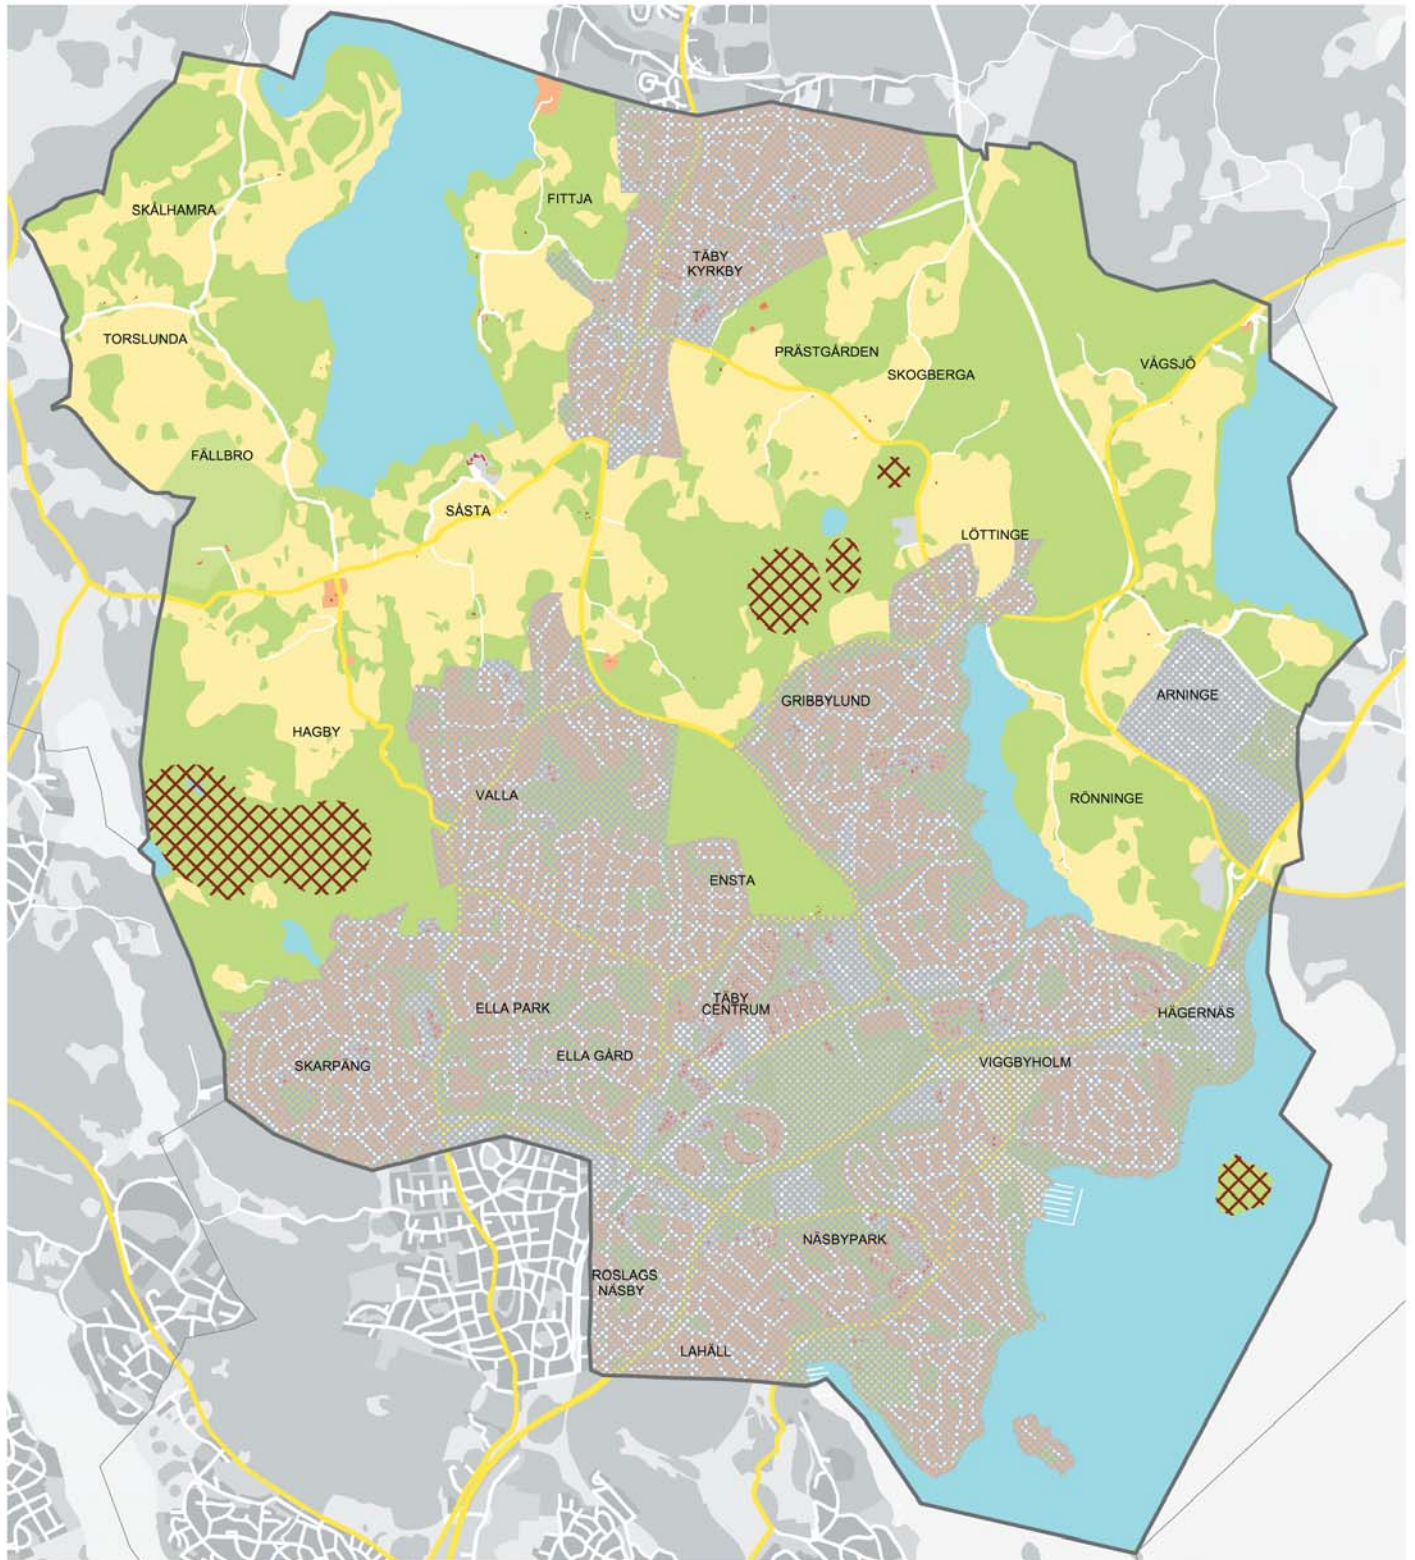 FITTJA
SKÅLHAMRA
TÄBY
KYRKBY
TORSLUNDA
PRÄSTGÅRDEN
VÅGSJÖ
SKOGBERGA
FÄLLBRO
SÅSTA
LÖTTINGE
ARNINGE
GRIBBYLUND
HAGBY
VALLA
RÖNNINGE
ENSTA
TÄBY
CENTRUM
ELLA PARK
HÄGERNÄS
ELLA GÅRD
VIGGBYHOLM
SKARPÄNG
NÄSBYPARK
ROSLAGS
NÄSBY
LAHÄLL